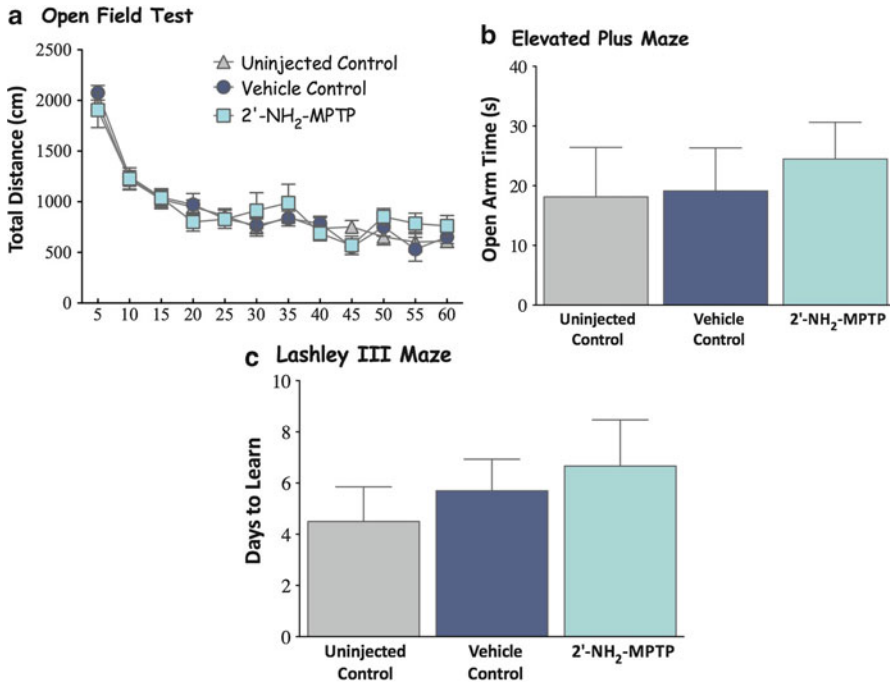 a Open Field Test
2500
2000
1500
1000
500
0
Total Distance (cm)
Uninjected Control
Vehicle Control
2'-NH₂-MPTP
5 10 15 20 25 30 35 40 45 50 55 60
b Elevated Plus Maze
40
30
20
10
0
Open Arm Time (s)
Uninjected
Control
Vehicle
Control
2'-NH₂-MPTP
c Lashley III Maze
10
8
6
4
2
0
Days to Learn
Uninjected
Control
Vehicle
Control
2'-NH₂-MPTP